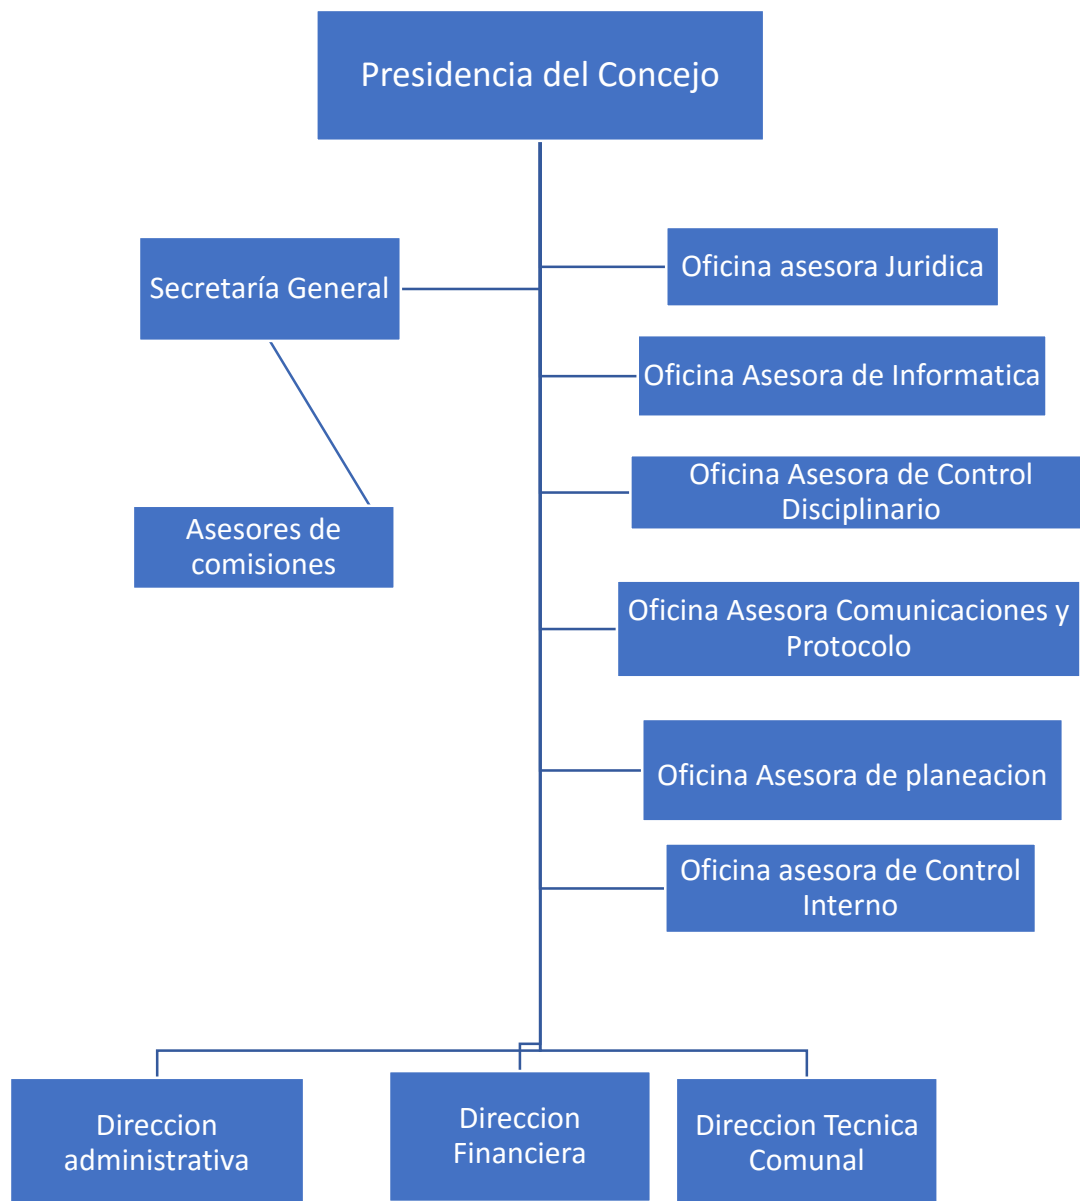 Presidencia del Concejo
Secretaría General
Oficina asesora Juridica
Oficina Asesora de Informatica
Oficina Asesora de Control
Disciplinario
Asesores de
comisiones
Oficina Asesora Comunicaciones y
Protocolo
Oficina Asesora de planeacion
Oficina asesora de Control
Interno
Direccion
administrativa
Direccion
Financiera
Direccion Tecnica
Comunal